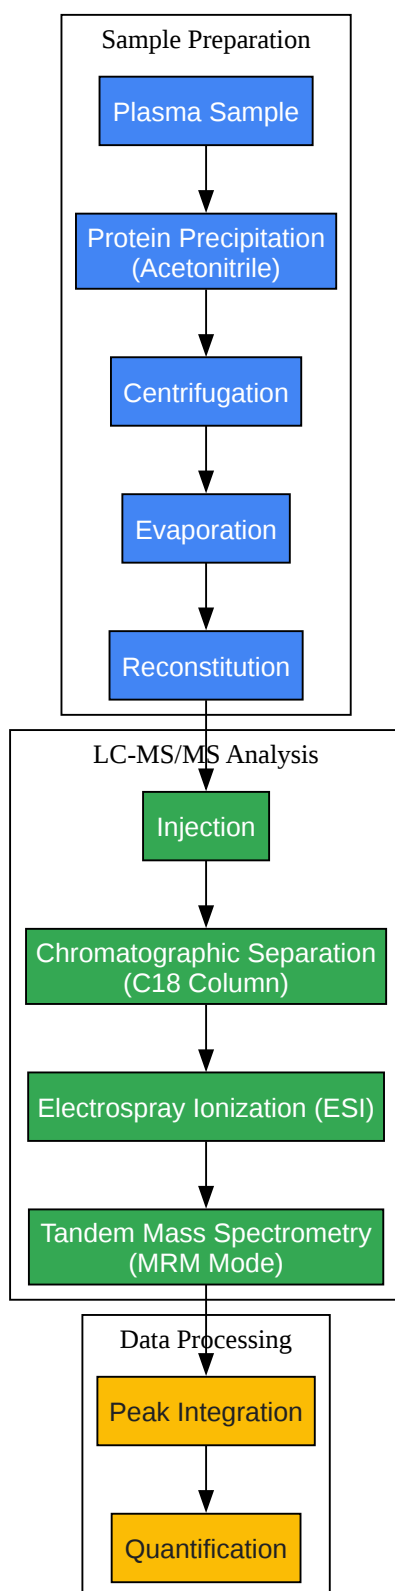 Sample Preparation
Plasma Sample
Protein Precipitation
(Acetonitrile)
Centrifugation
Evaporation
Reconstitution
LC-MS/MS Analysis
Injection
Chromatographic Separation
(C18 Column)
Electrospray Ionization (ESI)
Tandem Mass Spectrometry
(MRM Mode)
Data Processing
Peak Integration
Quantification